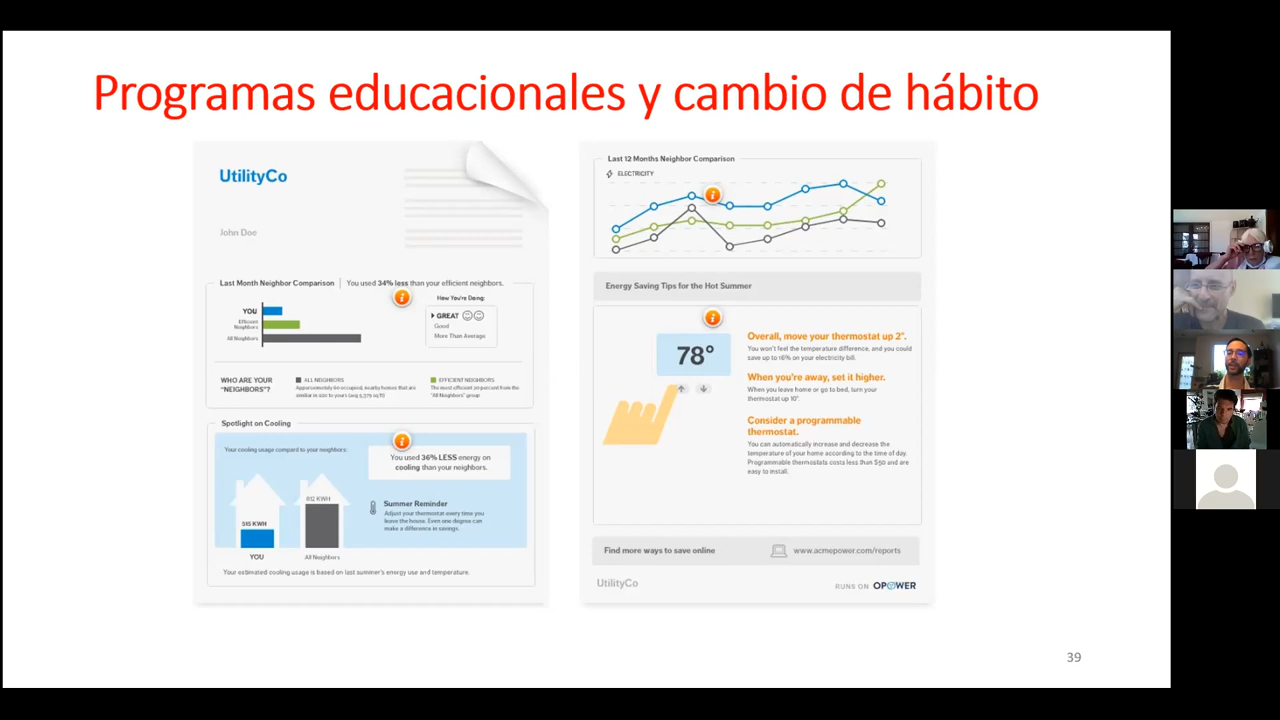 Programas educacionales y cambio de hábito
UtilityCo
John Doe
Last Month Neighbor Comparison
You used 34% less than your efficient neighbors.
How You're Doing:
YOU
Efficient
Neighbors
All Neighbors
GREAT
Good
More Than Average
WHO ARE YOUR
"NEIGHBORS"?
ALL NEIGHBORS
Approximately 60 occupied, nearby homes that are
similar in size to yours
EFFICIENT NEIGHBORS
The most efficient 20 percent from the
"All Neighbors" group
Spotlight on Cooling
Your cooling usage compard to your neighbors:
You used 36% LESS energy on
cooling than your neighbors.
612 KWH
515 KWH
YOU
All Neighbors
Summer Reminder
Adjust your thermostat every time you
leave the house. Even one degree can
make a difference in savings.
Your estimated cooling usage is based on last summer's energy use and temperature.
Last 12 Months Neighbor Comparison
ELECTRICITY
Energy Saving Tips for the Hot Summer
78°
Overall, move your thermostat up 2°.
You won't feel the temperature difference, and you could
save up to 16% on your electricity bill.
When you're away, set it higher.
When you leave home or go to bed, turn your
thermostat up 10°.
Consider a programmable
thermostat.
You can automatically increase and decrease the
temperature of your home according to the time of day.
Programmable thermostats costs less than $50 and are
easy to install.
Find more ways to save online
www.acmepower.com/reports
UtilityCo
RUNS ON OPOWER
39